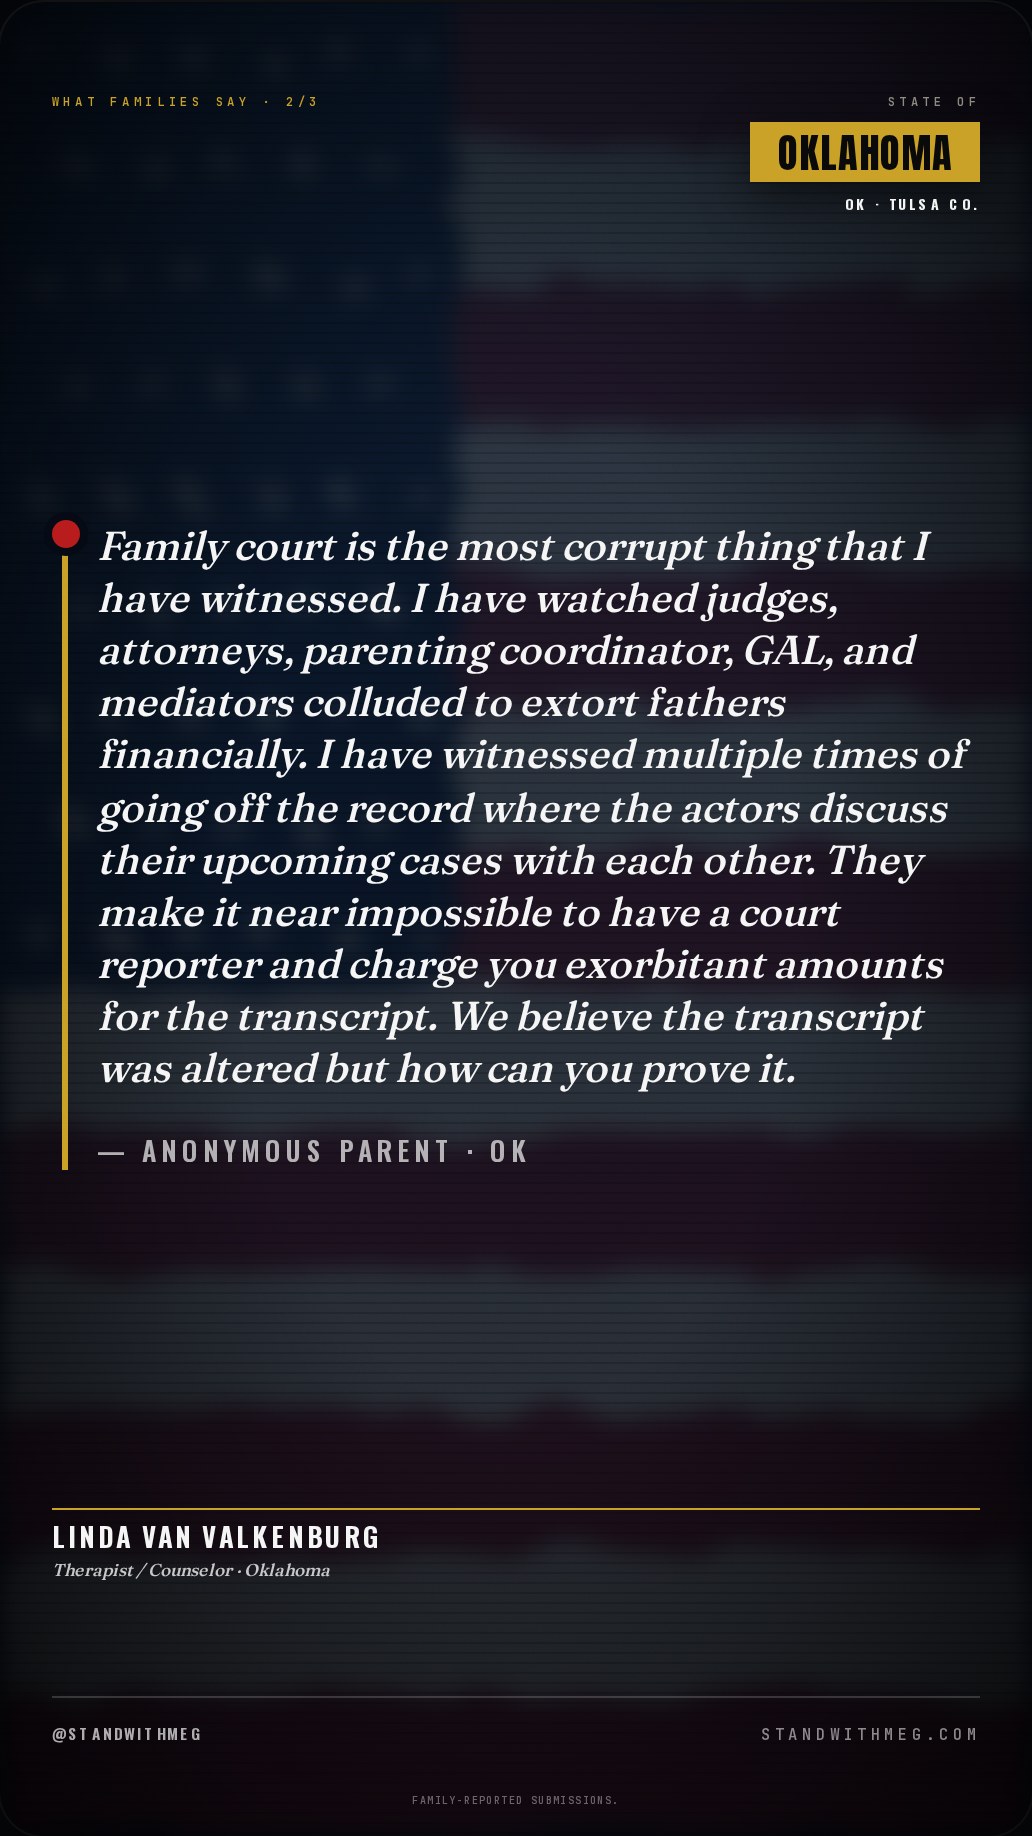 WHAT FAMILIES SAY · 2/3
STATE OF
OKLAHOMA
OK · TULSA CO.
Family court is the most corrupt thing that I
have witnessed. I have watched judges,
attorneys, parenting coordinator, GAL, and
mediators colluded to extort fathers
financially. I have witnessed multiple times of
going off the record where the actors discuss
their upcoming cases with each other. They
make it near impossible to have a court
reporter and charge you exorbitant amounts
for the transcript. We believe the transcript
was altered but how can you prove it.
— ANONYMOUS PARENT · OK
LINDA VAN VALKENBURG
Therapist / Counselor · Oklahoma
@STANDWITHMEG
STANDWITHMEG.COM
FAMILY-REPORTED SUBMISSIONS.